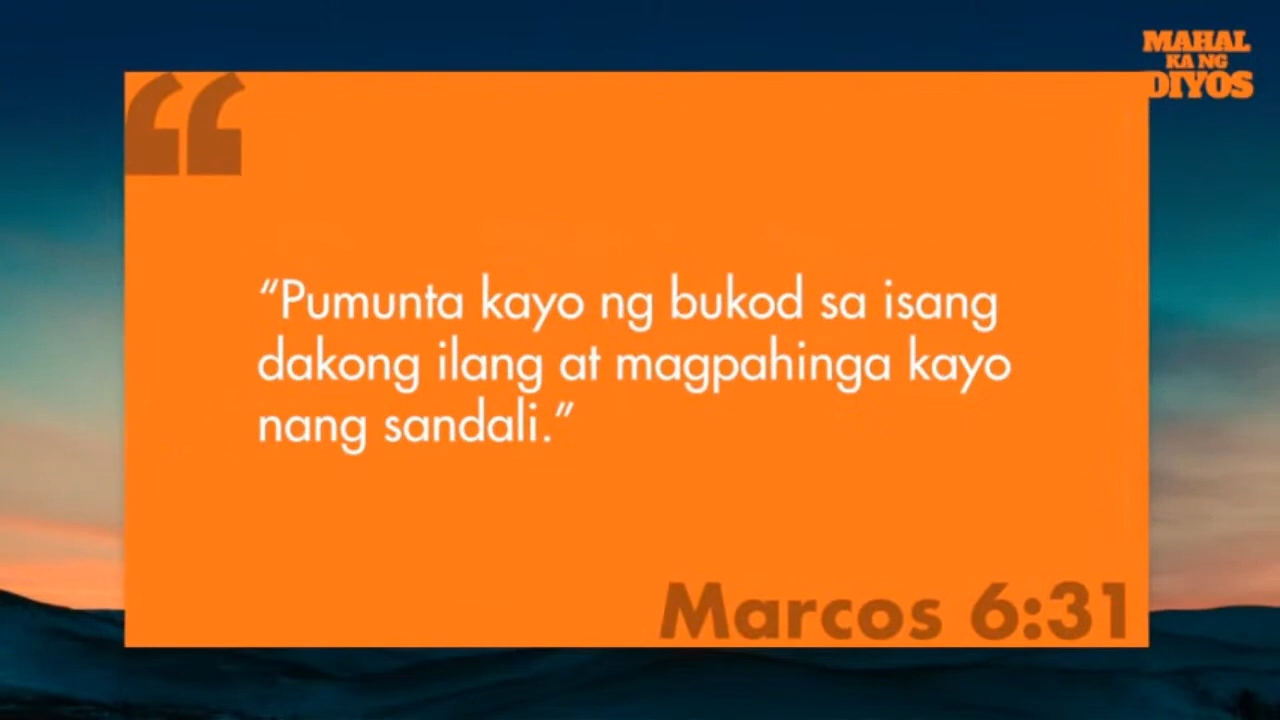 MAHAL
KA NG
DIYOS
“
“Pumunta kayo ng bukod sa isang
dakong ilang at magpahinga kayo
nang sandali.”
Marcos 6:31